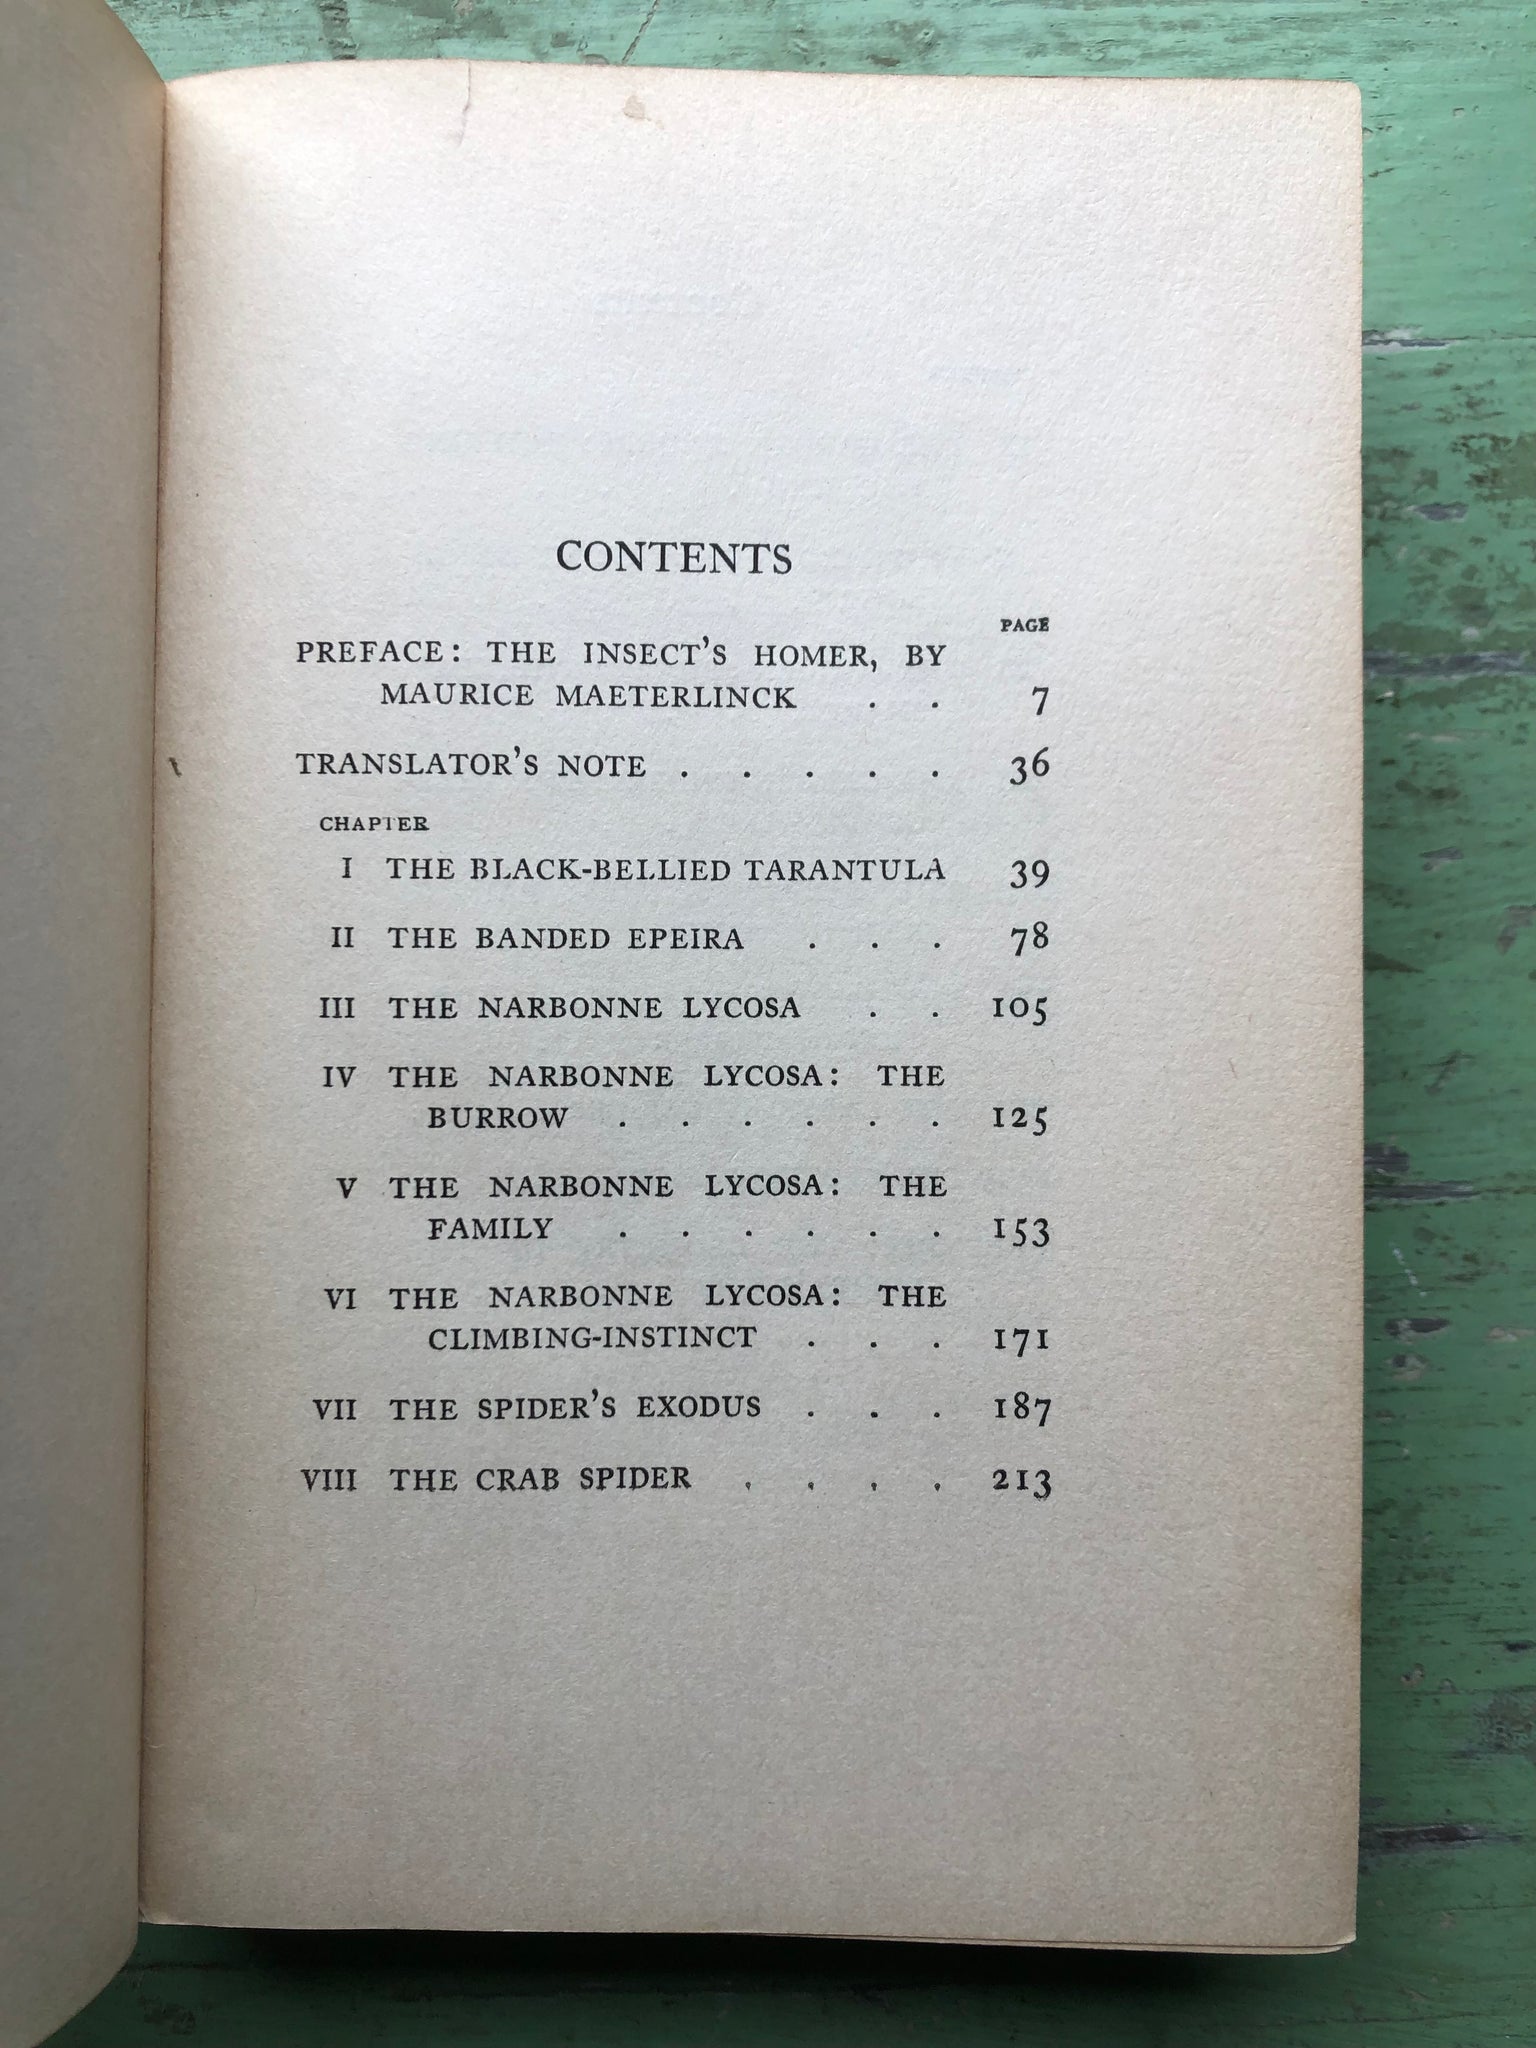 CONTENTS
PAGE
PREFACE: THE INSECT'S HOMER, BY
MAURICE MAETERLINCK . . 7
TRANSLATOR'S NOTE . . . . . 36
CHAPTER
I THE BLACK-BELLIED TARANTULA 39
II THE BANDED EPEIRA . . . 78
III THE NARBONNE LYCOSA . . 105
IV THE NARBONNE LYCOSA: THE
BURROW . . . . . . 125
V THE NARBONNE LYCOSA: THE
FAMILY . . . . . . 153
VI THE NARBONNE LYCOSA: THE
CLIMBING-INSTINCT . . . 171
VII THE SPIDER'S EXODUS . . . 187
VIII THE CRAB SPIDER . . . . 213